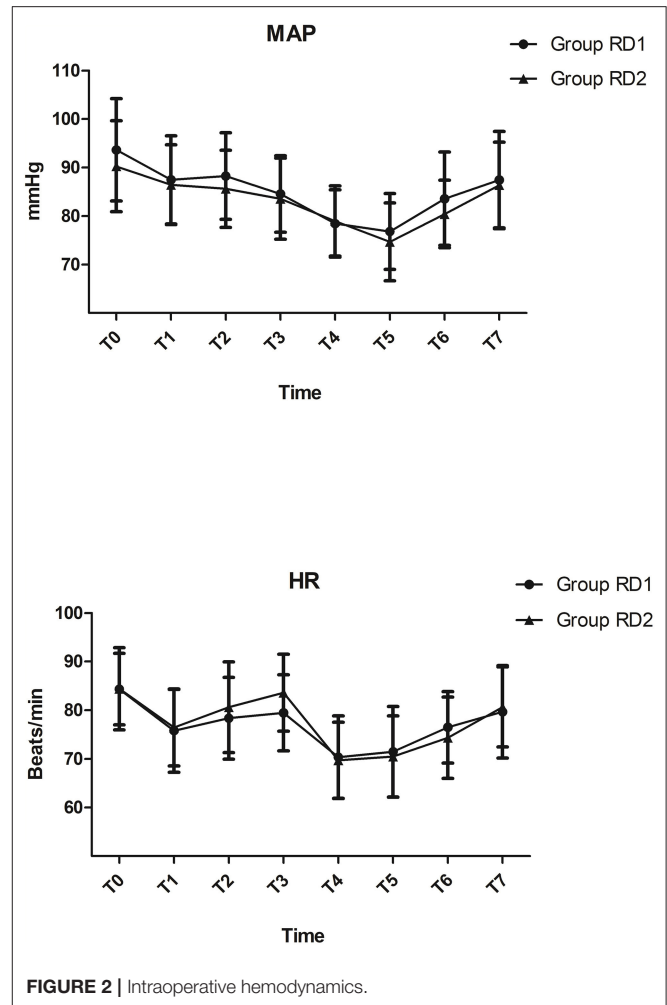 MAP
Group RD1
Group RD2
110
100
90
80
70
mmHg
T0 T1 T2 T3 T4 T5 T6 T7
Time
HR
Group RD1
Group RD2
100
90
80
70
60
Beats/min
T0 T1 T2 T3 T4 T5 T6 T7
Time
FIGURE 2 | Intraoperative hemodynamics.